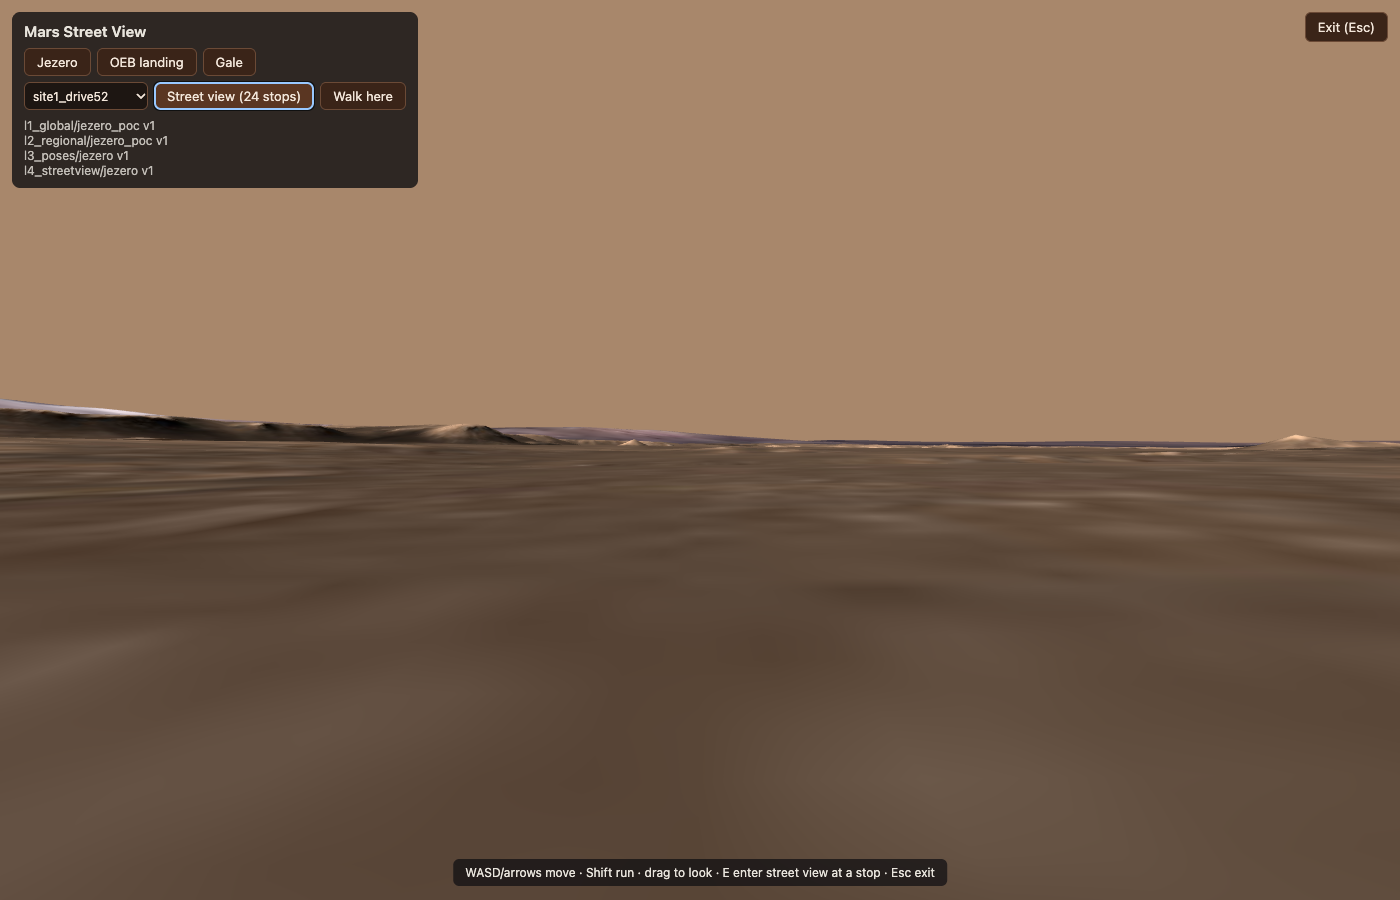 Mars Street View
Exit (Esc)
Jezero
OEB landing
Gale
site1_drive52
Street view (24 stops)
Walk here
l1_global/jezero_poc v1
l2_regional/jezero_poc v1
l3_poses/jezero v1
l4_streetview/jezero v1
WASD/arrows move · Shift run · drag to look · E enter street view at a stop · Esc exit